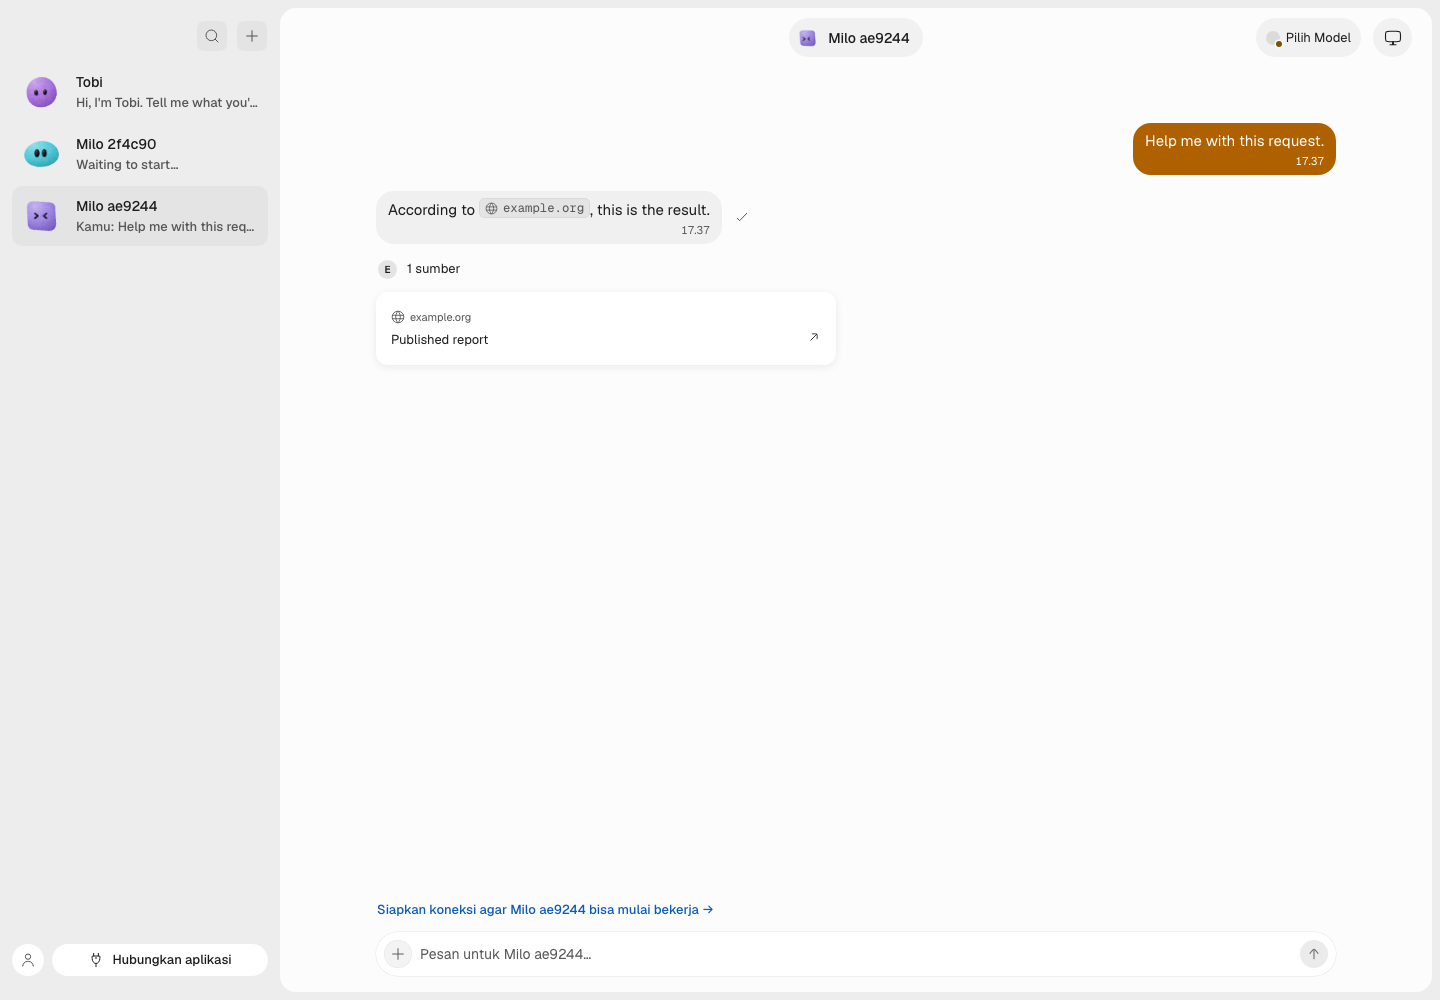 Tobi
Hi, I'm Tobi. Tell me what you'...
Milo 2f4c90
Waiting to start...
Milo ae9244
Kamu: Help me with this req...
Hubungkan aplikasi
Milo ae9244
Pilih Model
Help me with this request.
17.37
According to example.org, this is the result.
17.37
E 1 sumber
example.org
Published report
Siapkan koneksi agar Milo ae9244 bisa mulai bekerja →
Pesan untuk Milo ae9244...